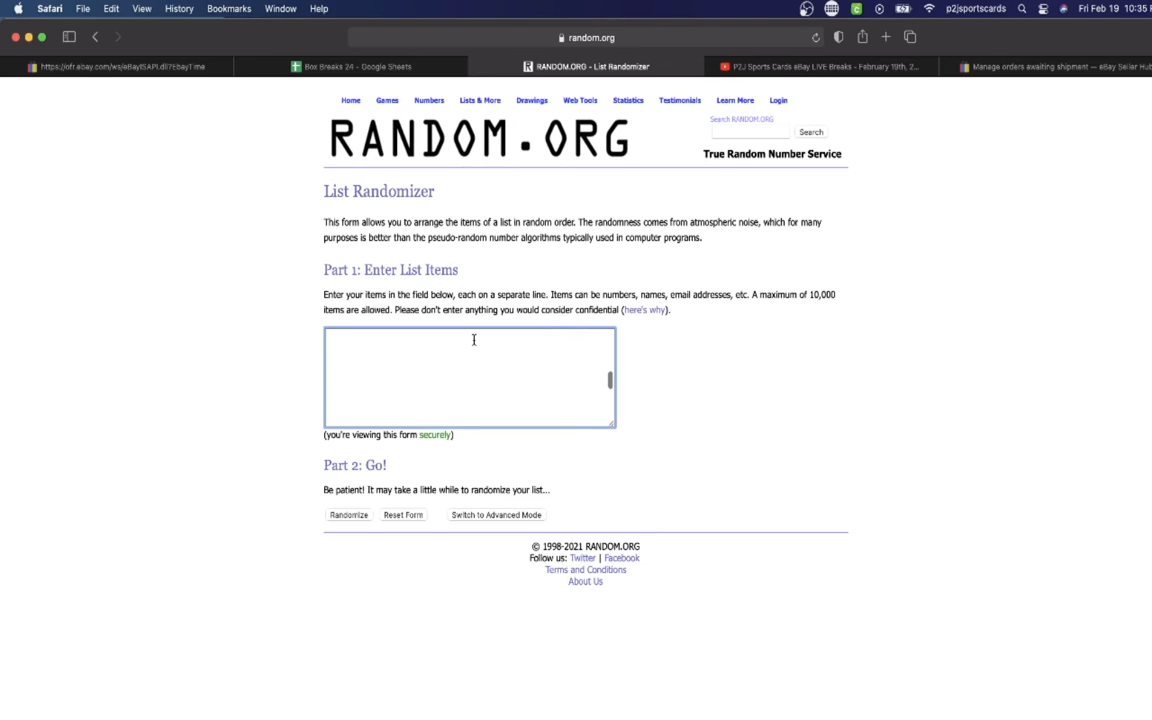 Safari File Edit View History Bookmarks Window Help p2jsportscards Fri Feb 19 10:35
random.org
https://ofr.ebay.com/ws/eBayISAPI.dll?EbayTime Box Breaks 24 - Google Sheets RANDOM.ORG - List Randomizer P2J Sports Cards eBay LIVE Breaks - February 19th, 2... Manage orders awaiting shipment — eBay Seller Hub
Home Games Numbers Lists & More Drawings Web Tools Statistics Testimonials Learn More Login
Search RANDOM.ORG
RANDOM.ORG
Search
True Random Number Service
List Randomizer
This form allows you to arrange the items of a list in random order. The randomness comes from atmospheric noise, which for many
purposes is better than the pseudo-random number algorithms typically used in computer programs.
Part 1: Enter List Items
Enter your items in the field below, each on a separate line. Items can be numbers, names, email addresses, etc. A maximum of 10,000
items are allowed. Please don't enter anything you would consider confidential (here's why).
(you're viewing this form securely)
Part 2: Go!
Be patient! It may take a little while to randomize your list...
Randomize Reset Form Switch to Advanced Mode
© 1998-2021 RANDOM.ORG
Follow us: Twitter | Facebook
Terms and Conditions
About Us